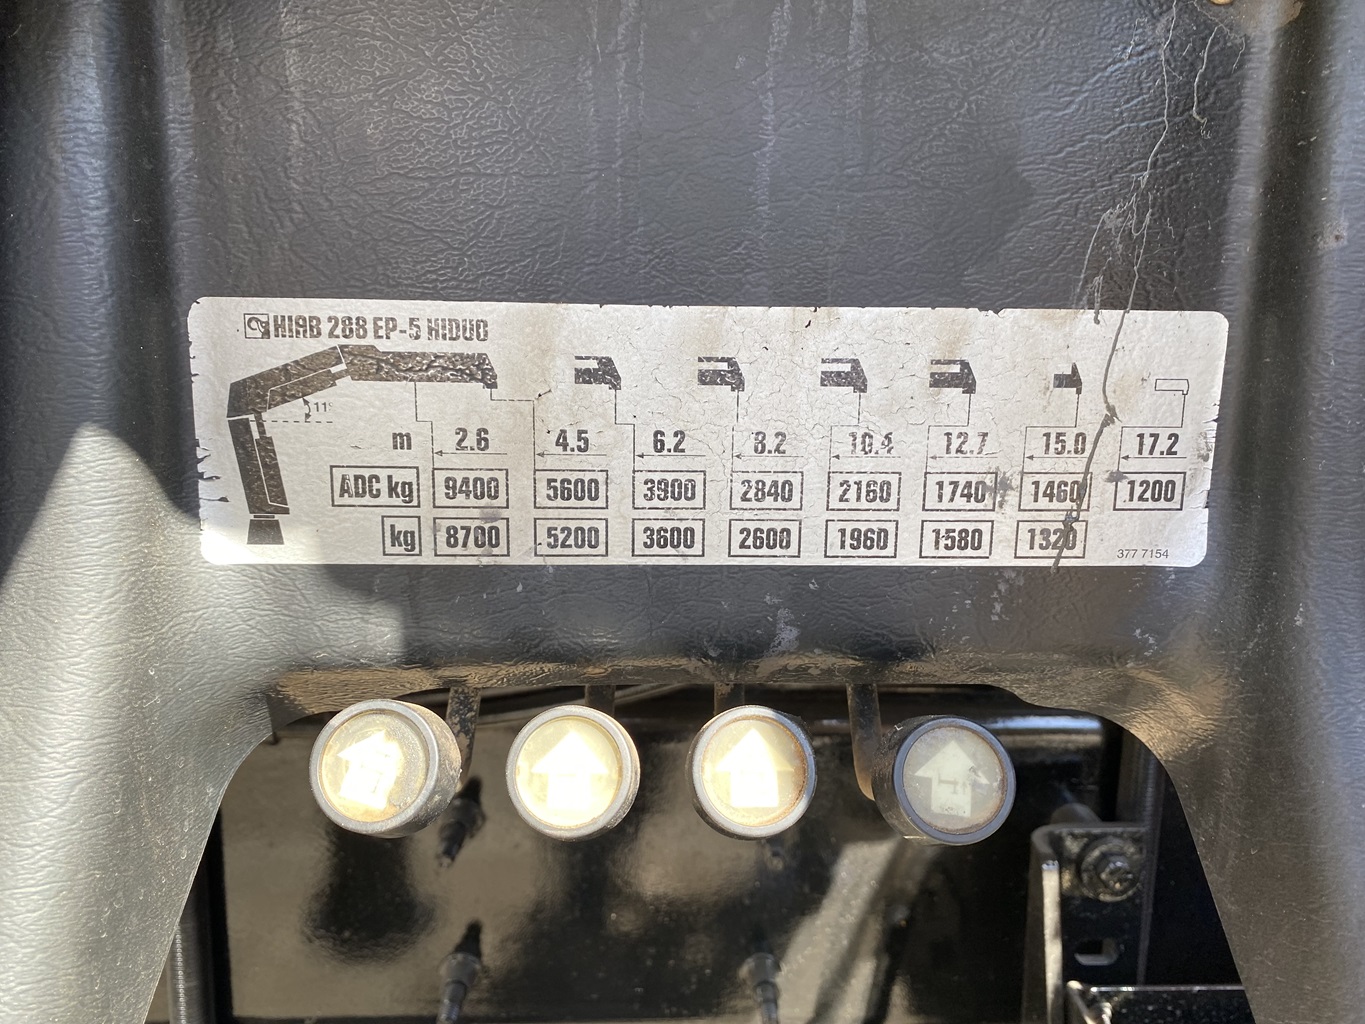 HIAB 288 EP-5 HIDUO
11°
m 2.6 4.5 6.2 8.2 10.4 12.7 15.0 17.2
ADC kg 9400 5600 3900 2840 2160 1740 1460 1200
kg 8700 5200 3600 2600 1960 1580 1320
377 7154